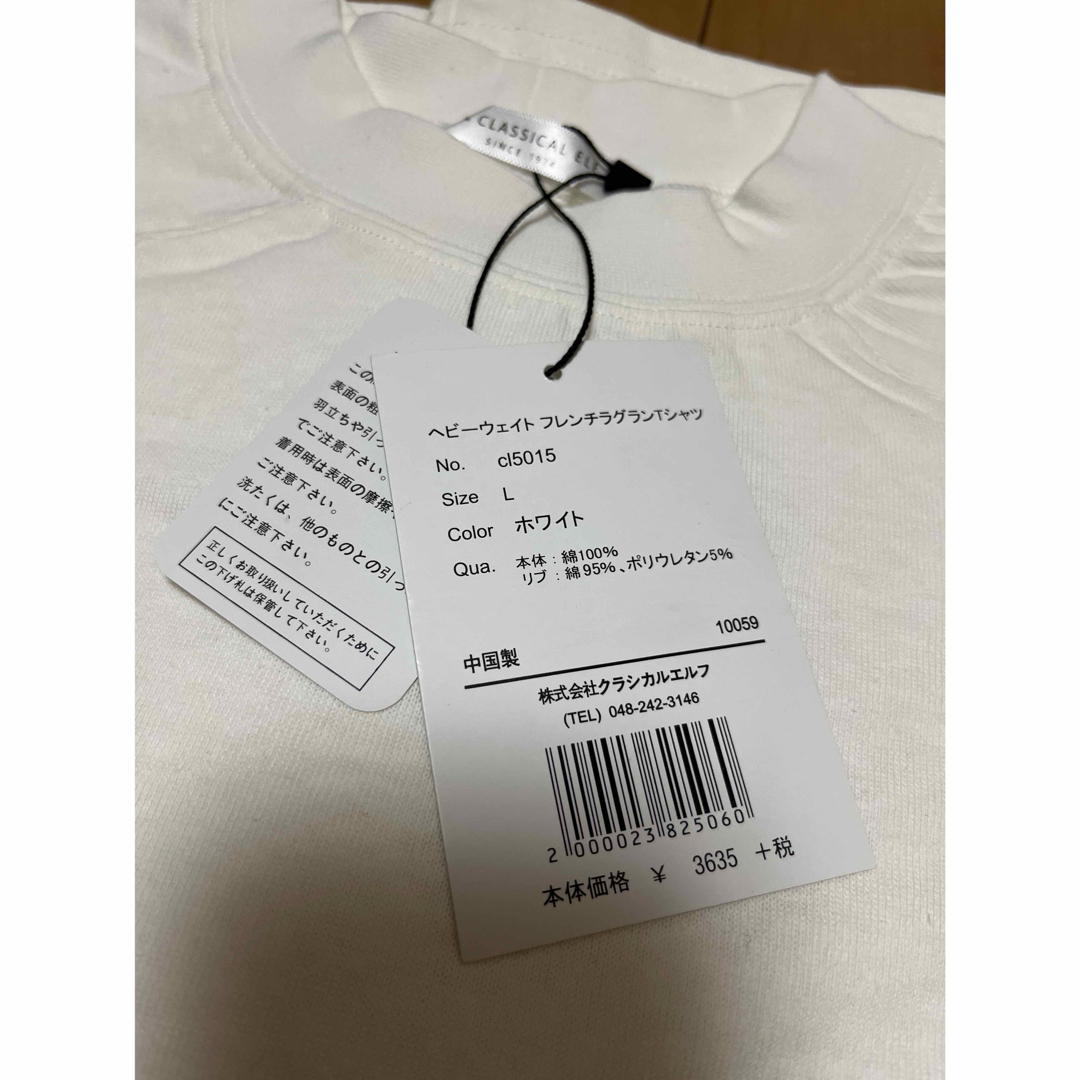 CLASSICAL
SINCE
この
表面の粗
羽立ちや引っ
でご注意下さい。
着用時は表面の摩擦
ご注意下さい。
洗たくは、他のものとの引っ
にご注意下さい。
正しくお取り扱いしていただくために
この下げ札は保管して下さい。
ヘビーウェイト フレンチラグランTシャツ
No. cl5015
Size L
Color ホワイト
Qua. 本体：綿100%
リブ：綿95%、ポリウレタン5%
10059
中国製
株式会社クラシカルエルフ
(TEL) 048-242-3146
2 000023 825060
本体価格 ¥ 3635 +税